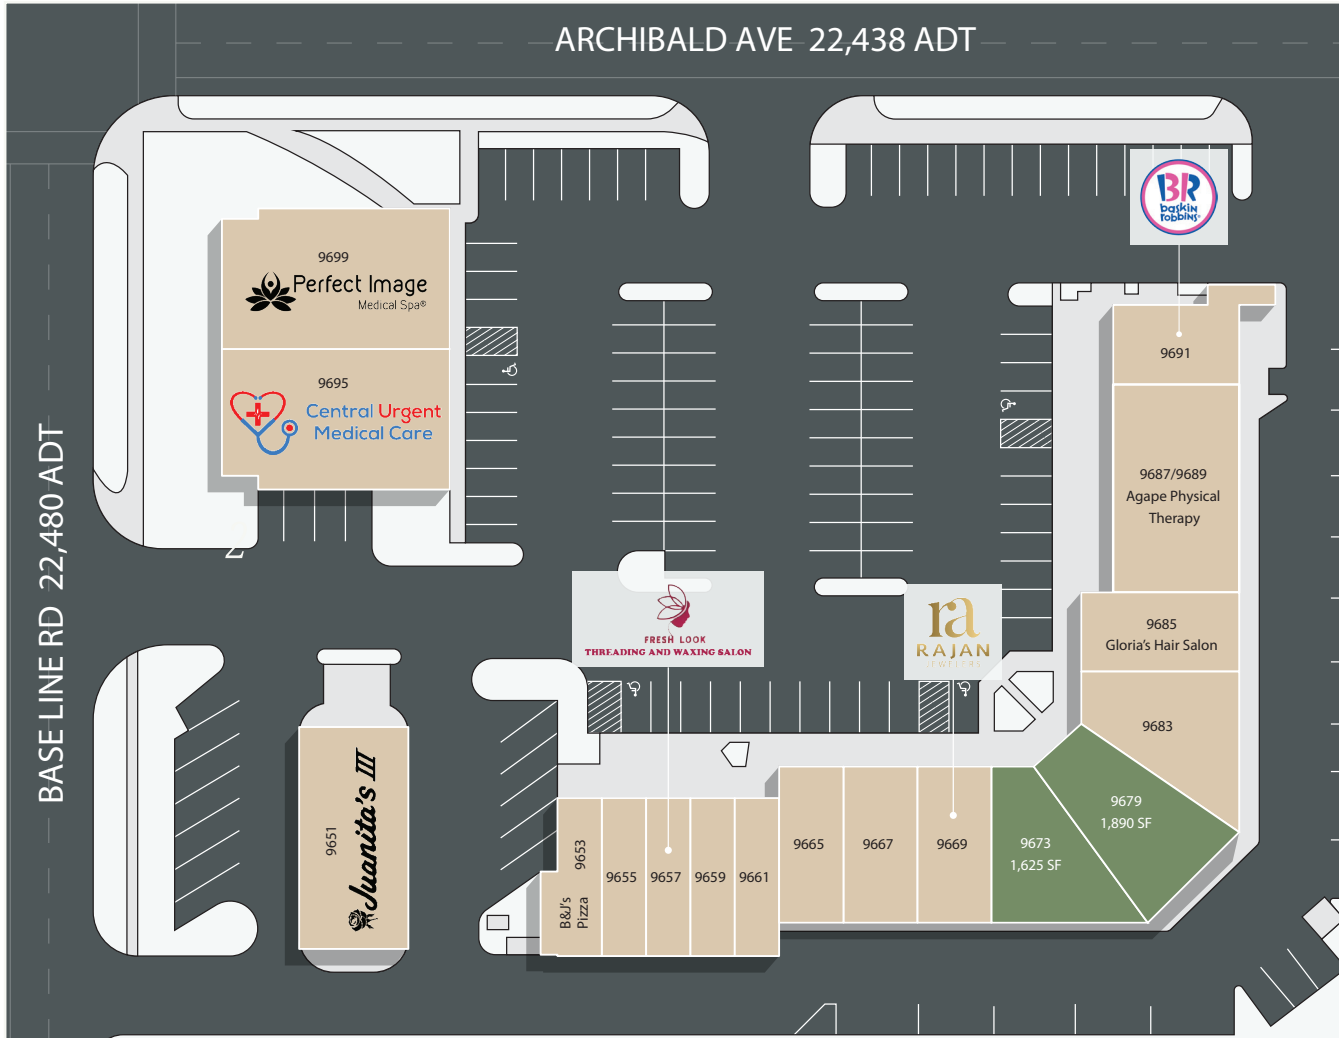 ARCHIBALD AVE 22,438 ADT
BASE LINE RD 22,480 ADT
BR
baskin
robbins
9699
Perfect Image
Medical Spa®
9695
Central Urgent
Medical Care
9691
9687/9689
Agape Physical
Therapy
9685
Gloria's Hair Salon
9683
9679
1,890 SF
9673
1,625 SF
FRESH LOOK
THREADING AND WAXING SALON
ra
RAJAN
JEWELERS
9651
Juanita's III
9653
B&J's
Pizza
9655
9657
9659
9661
9665
9667
9669